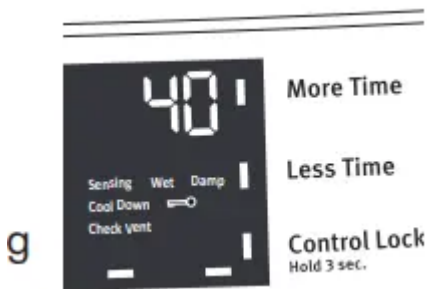 40
More Time
Sensing Wet Damp
Less Time
Cool Down
Check Vent
g
Control Lock
Hold 3 sec.